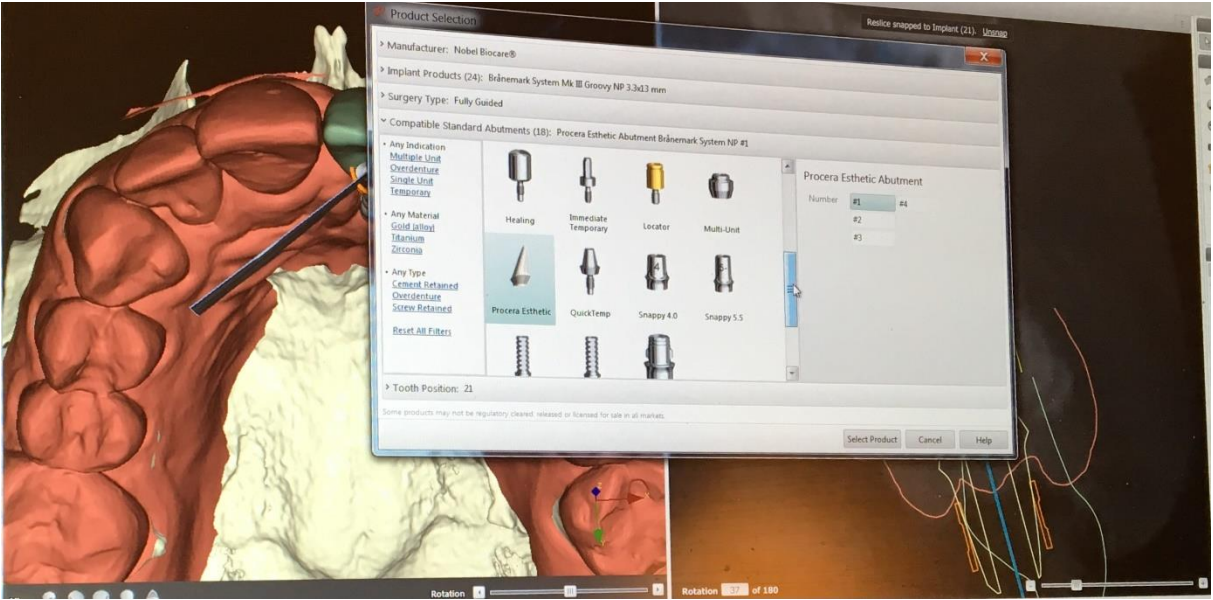 Product Selection
Reslice snapped to Implant (21). Unsnap
Manufacturer: Nobel Biocare®
Implant Products (24): Brånemark System Mk III Groovy NP 3.3x13 mm
Surgery Type: Fully Guided
Compatible Standard Abutments (18): Procera Esthetic Abutment Brånemark System NP #1
Any Indication
Multiple Unit
Overdenture
Single Unit
Temporary
Any Material
Gold (alloy)
Titanium
Zirconia
Any Type
Cement Retained
Overdenture
Screw Retained
Reset All Filters
Healing
Immediate Temporary
Locator
Multi-Unit
Procera Esthetic
QuickTemp
Snappy 4.0
Snappy 5.5
Procera Esthetic Abutment
Number #1 #4
#2
#3
Tooth Position: 21
Some products may not be regulatory cleared, released or licensed for sale in all markets.
Select Product Cancel Help
Rotation
Rotation 37 of 180